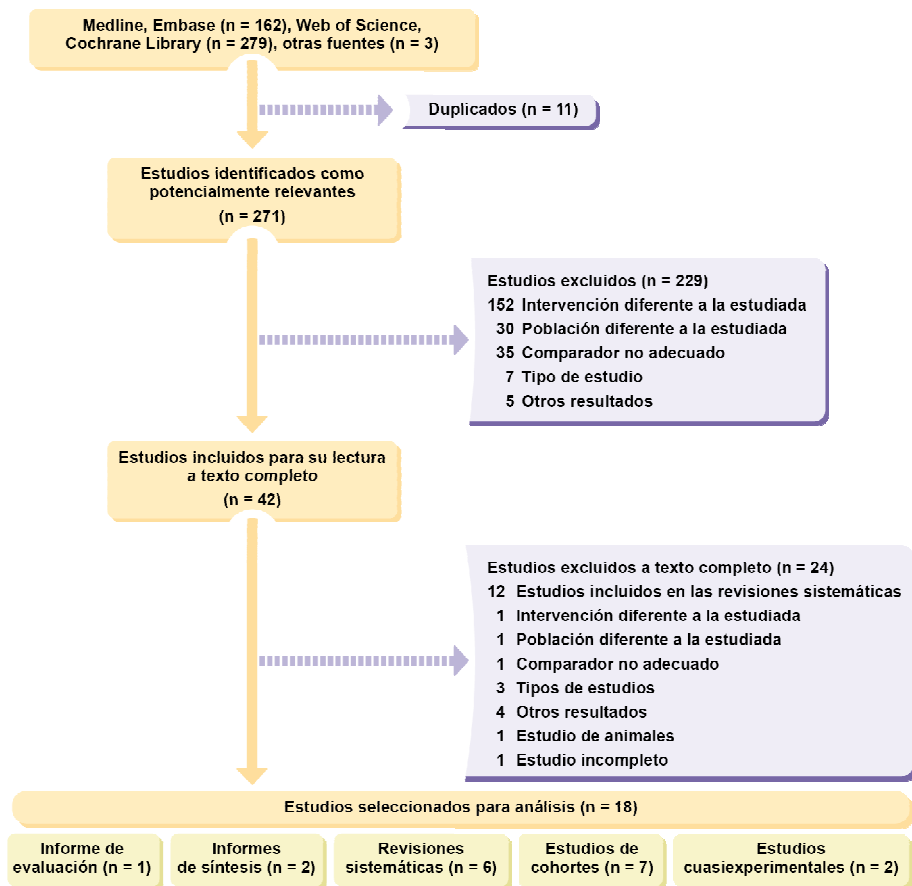 Medline, Embase (n = 162), Web of Science,
Cochrane Library (n = 279), otras fuentes (n = 3)
Duplicados (n = 11)
Estudios identificados como
potencialmente relevantes
(n = 271)
Estudios excluidos (n = 229)
152 Intervención diferente a la estudiada
30 Población diferente a la estudiada
35 Comparador no adecuado
7 Tipo de estudio
5 Otros resultados
Estudios incluidos para su lectura
a texto completo
(n = 42)
Estudios excluidos a texto completo (n = 24)
12 Estudios incluidos en las revisiones sistemáticas
1 Intervención diferente a la estudiada
1 Población diferente a la estudiada
1 Comparador no adecuado
3 Tipos de estudios
4 Otros resultados
1 Estudio de animales
1 Estudio incompleto
Estudios seleccionados para análisis (n = 18)
Informe de
evaluación (n = 1)
Informes
de síntesis (n = 2)
Revisiones
sistemáticas (n = 6)
Estudios de
cohortes (n = 7)
Estudios
cuasiexperimentales (n = 2)